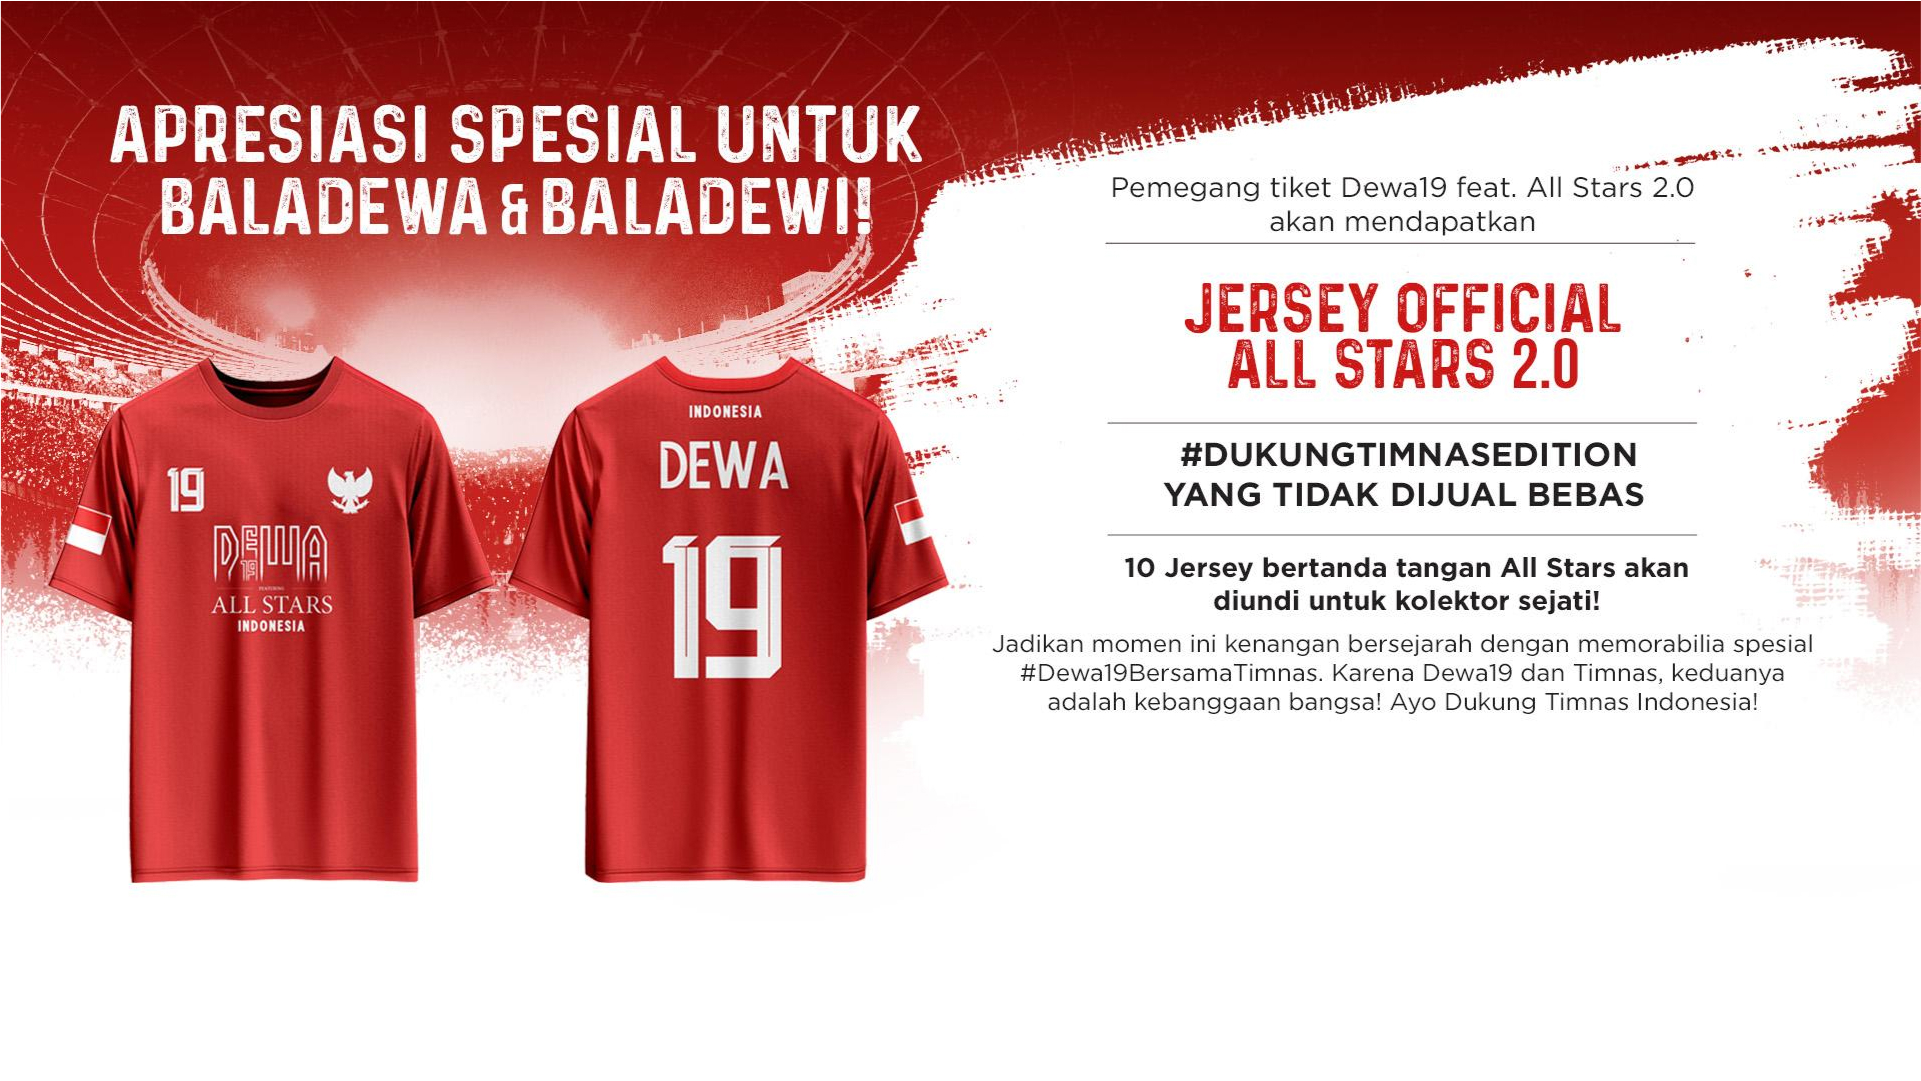 APRESIASI SPESIAL UNTUK
BALADEWA & BALADEWI!
19
DEWA
19
FEATURING
ALL STARS
INDONESIA
INDONESIA
DEWA
19
Pemegang tiket Dewa19 feat. All Stars 2.0
akan mendapatkan
JERSEY OFFICIAL
ALL STARS 2.0
#DUKUNGTIMNASEDITION
YANG TIDAK DIJUAL BEBAS
10 Jersey bertanda tangan All Stars akan
diundi untuk kolektor sejati!
Jadikan momen ini kenangan bersejarah dengan memorabilia spesial
#Dewa19BersamaTimnas. Karena Dewa19 dan Timnas, keduanya
adalah kebanggaan bangsa! Ayo Dukung Timnas Indonesia!